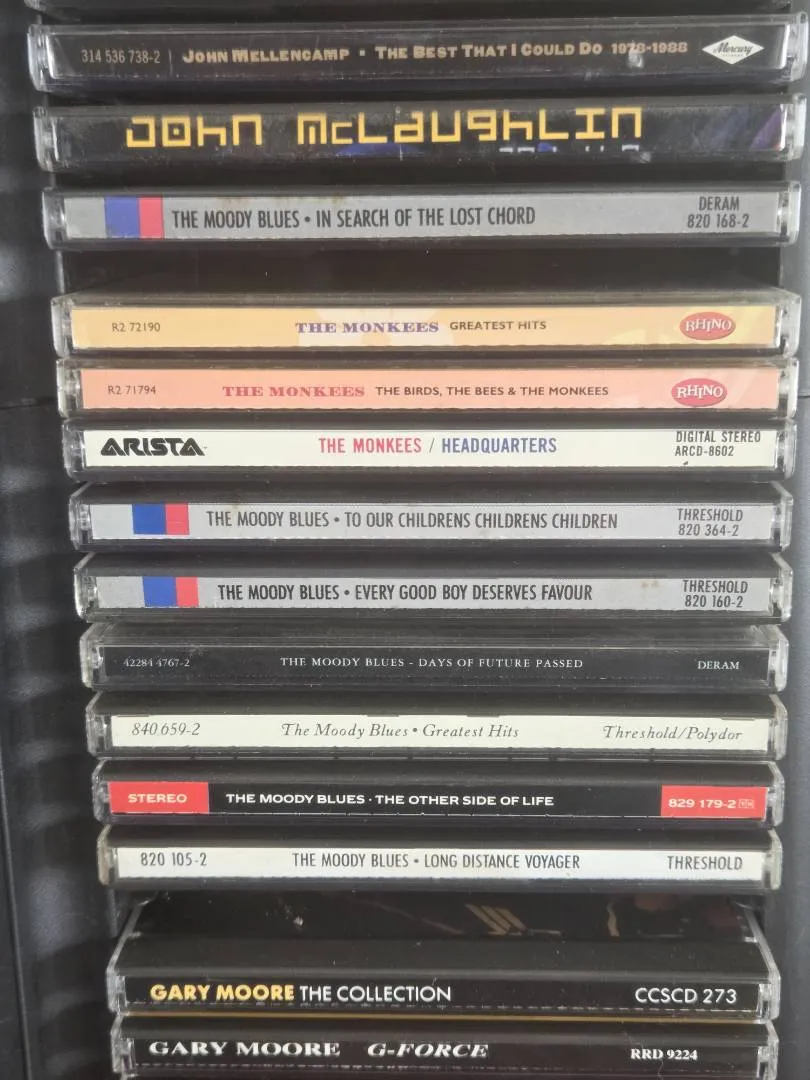 314 536 738-2 | JOHN MELLENCAMP • THE BEST THAT I COULD DO 1978-1988 Mercury
JOHN McLAUGHLIN
THE MOODY BLUES • IN SEARCH OF THE LOST CHORD DERAM
820 168-2
R2 72190 THE MONKEES GREATEST HITS RHINO
R2 71794 THE MONKEES THE BIRDS, THE BEES & THE MONKEES RHINO
ARISTA THE MONKEES / HEADQUARTERS DIGITAL STEREO
ARCD-8602
THE MOODY BLUES • TO OUR CHILDRENS CHILDRENS CHILDREN THRESHOLD
820 364-2
THE MOODY BLUES • EVERY GOOD BOY DESERVES FAVOUR THRESHOLD
820 160-2
42284 4767-2 THE MOODY BLUES - DAYS OF FUTURE PASSED DERAM
840 659-2 The Moody Blues • Greatest Hits Threshold/Polydor
STEREO THE MOODY BLUES · THE OTHER SIDE OF LIFE 829 179-2
820 105-2 THE MOODY BLUES • LONG DISTANCE VOYAGER THRESHOLD
GARY MOORE THE COLLECTION CCSCD 273
GARY MOORE G-FORCE RRD 9224